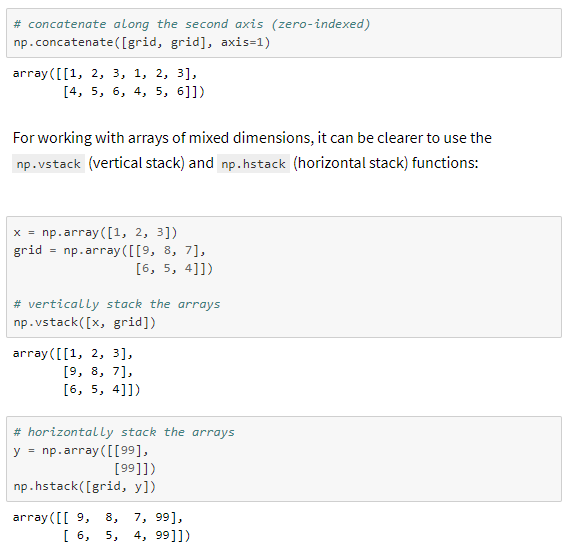 # concatenate along the second axis (zero-indexed)
np.concatenate([grid, grid], axis=1)
array([[1, 2, 3, 1, 2, 3],
       [4, 5, 6, 4, 5, 6]])
For working with arrays of mixed dimensions, it can be clearer to use the
np.vstack (vertical stack) and np.hstack (horizontal stack) functions:
x = np.array([1, 2, 3])
grid = np.array([[9, 8, 7],
                 [6, 5, 4]])
# vertically stack the arrays
np.vstack([x, grid])
array([[1, 2, 3],
       [9, 8, 7],
       [6, 5, 4]])
# horizontally stack the arrays
y = np.array([[99],
              [99]])
np.hstack([grid, y])
array([[ 9,  8,  7, 99],
       [ 6,  5,  4, 99]])